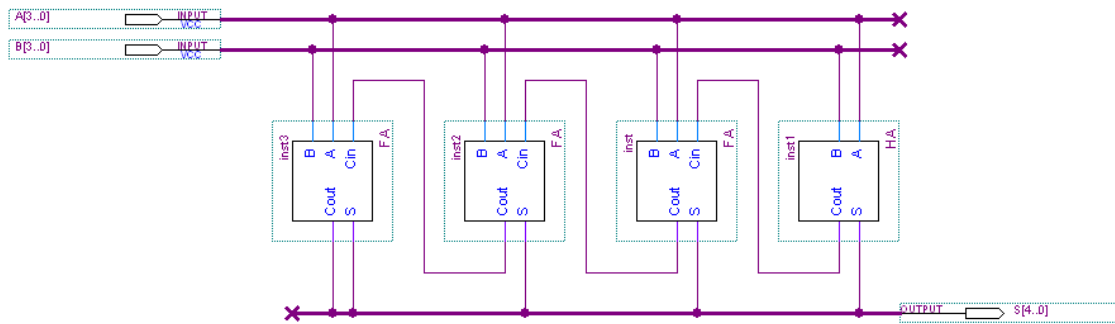 A[3..0] INPUT VCC
B[3..0] INPUT VCC
inst3 B A Cin FA
Cout S
inst2 B A Cin FA
Cout S
inst B A Cin FA
Cout S
inst1 B A HA
Cout S
OUTPUT S[4..0]